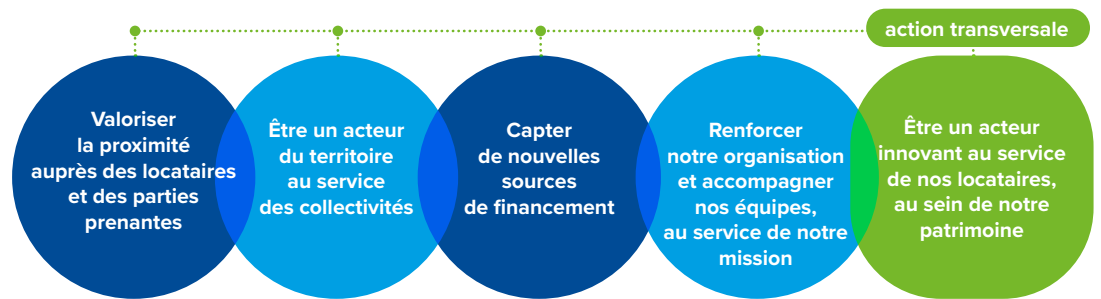 action transversale
Valoriser
la proximité
auprès des locataires
et des parties
prenantes
Être un acteur
du territoire
au service
des collectivités
Capter
de nouvelles
sources
de financement
Renforcer
notre organisation
et accompagner
nos équipes,
au service de notre
mission
Être un acteur
innovant au service
de nos locataires,
au sein de notre
patrimoine